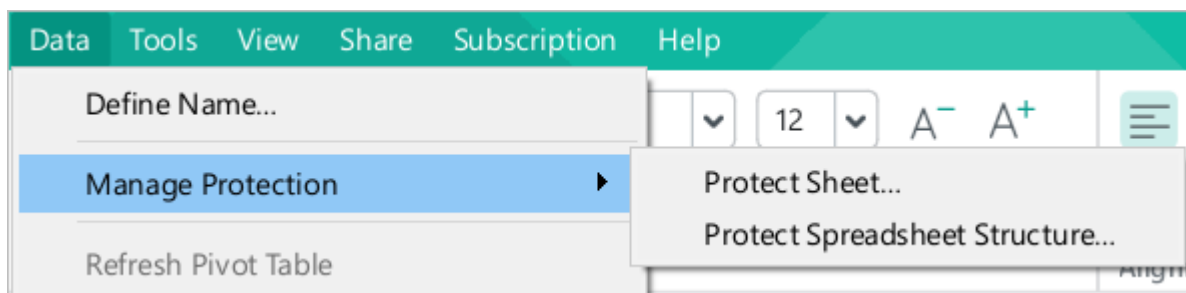 Data Tools View Share Subscription Help
Define Name...
12 A- A+
Manage Protection
Protect Sheet...
Protect Spreadsheet Structure...
Refresh Pivot Table